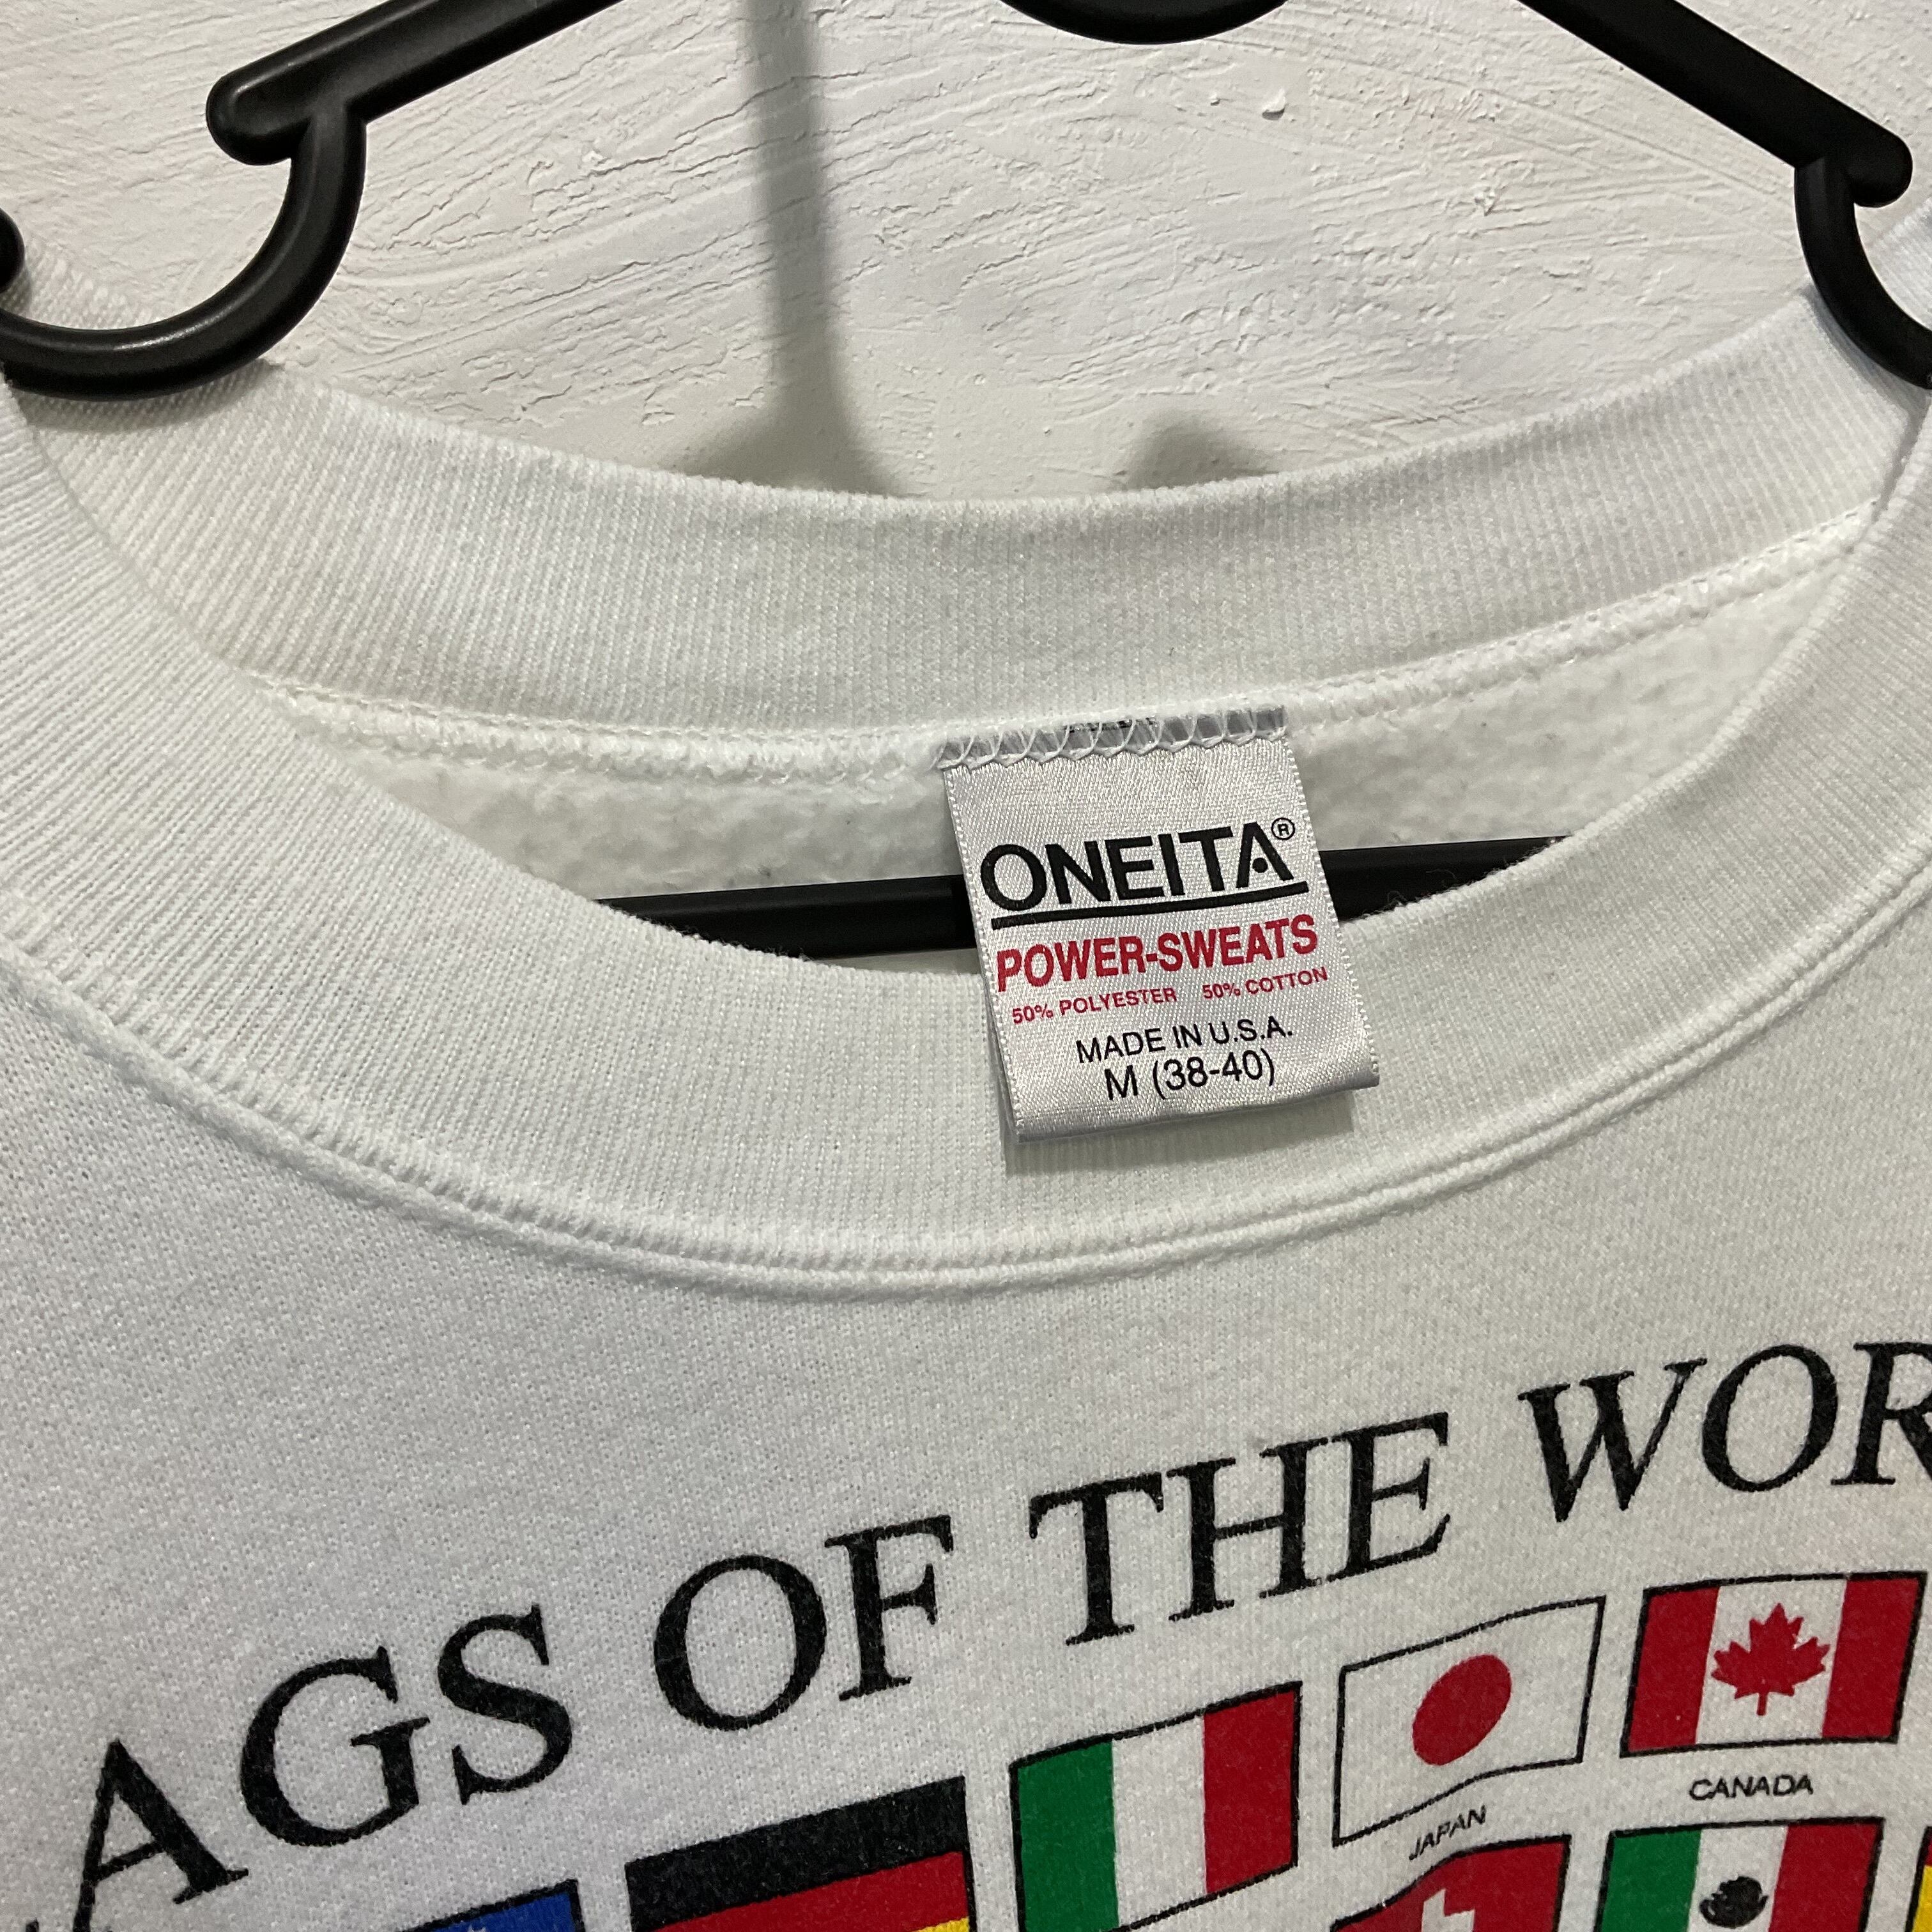 ONEITA®
POWER-SWEATS
50% POLYESTER 50% COTTON
MADE IN U.S.A.
M (38-40)
AGS OF THE WOR
JAPAN
CANADA